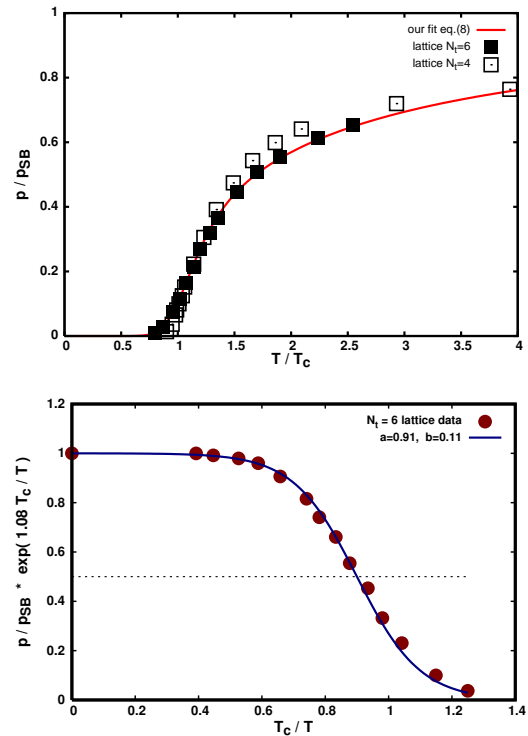 our fit eq.(8)
lattice Nt=6
lattice Nt=4
p / pSB
1
0.8
0.6
0.4
0.2
0
0 0.5 1 1.5 2 2.5 3 3.5 4
T / Tc
Nt = 6 lattice data
a=0.91, b=0.11
p / pSB * exp( 1.08 Tc / T )
1.2
1
0.8
0.6
0.4
0.2
0
0 0.2 0.4 0.6 0.8 1 1.2 1.4
Tc / T